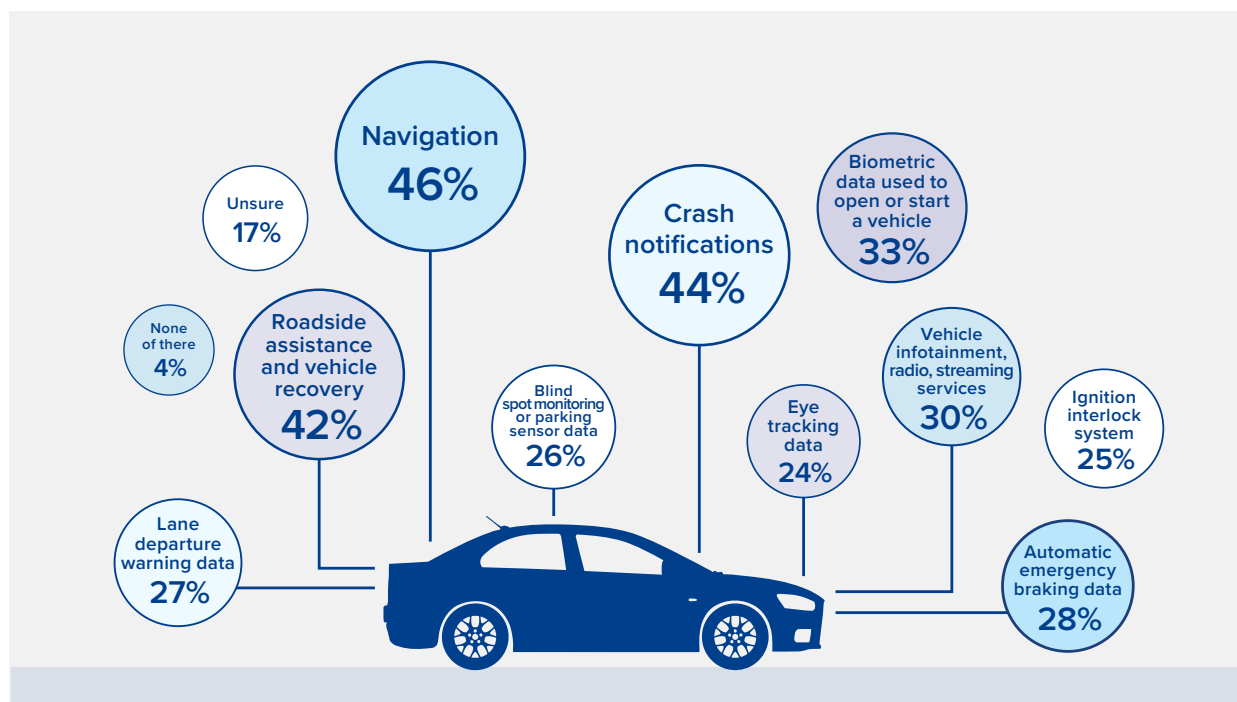 Navigation
46%
Unsure
17%
Crash
notifications
44%
Biometric
data used to
open or start
a vehicle
33%
None
of there
4%
Roadside
assistance
and vehicle
recovery
42%
Blind
spot monitoring
or parking
sensor data
26%
Eye
tracking
data
24%
Vehicle
infotainment,
radio, streaming
services
30%
Ignition
interlock
system
25%
Lane
departure
warning data
27%
Automatic
emergency
braking data
28%